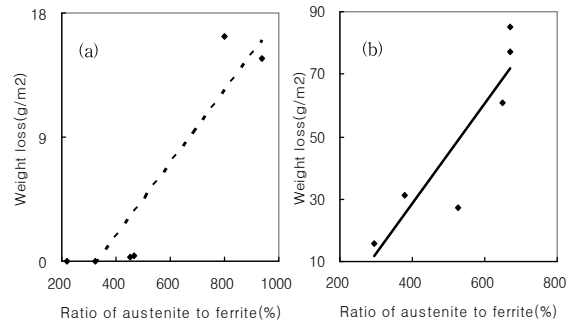 (a)
Weight loss(g/m2)
18
9
0
200 400 600 800 1000
Ratio of austenite to ferrite(%)
(b)
Weight loss(g/m2)
90
70
50
30
10
200 400 600 800
Ratio of austenite to ferrite(%)